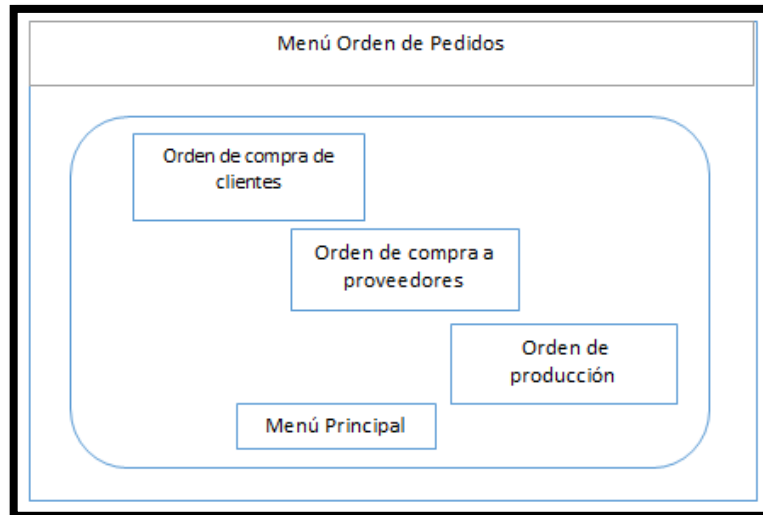 Menú Orden de Pedidos
Orden de compra de
clientes
Orden de compra a
proveedores
Orden de
producción
Menú Principal